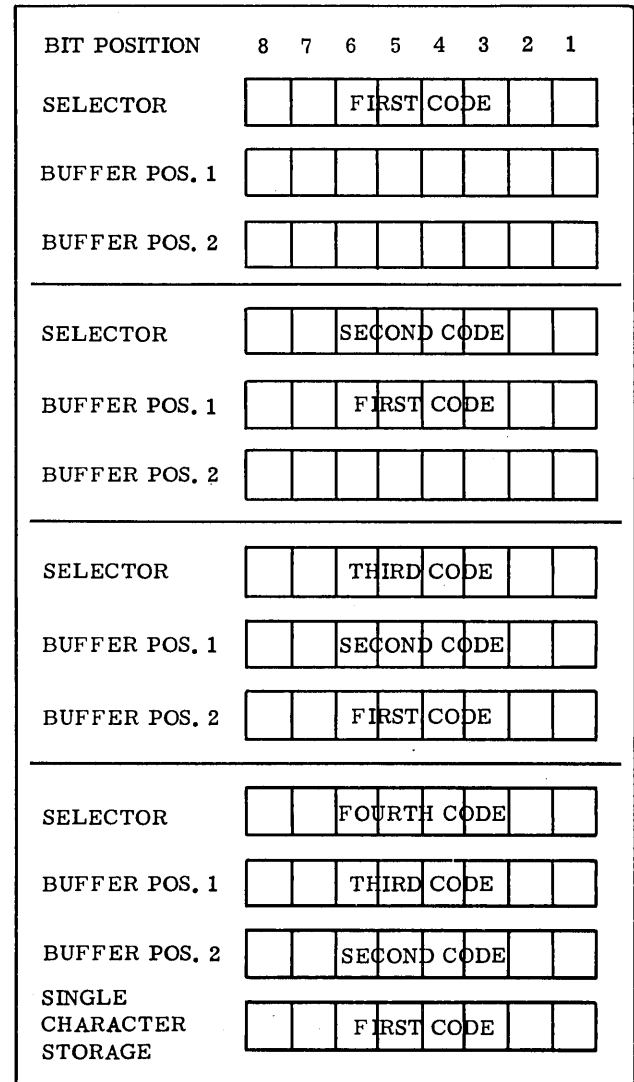 BIT POSITION 8 7 6 5 4 3 2 1
SELECTOR FIRST CODE
BUFFER POS. 1
BUFFER POS. 2
SELECTOR SECOND CODE
BUFFER POS. 1 FIRST CODE
BUFFER POS. 2
SELECTOR THIRD CODE
BUFFER POS. 1 SECOND CODE
BUFFER POS. 2 FIRST CODE
SELECTOR FOURTH CODE
BUFFER POS. 1 THIRD CODE
BUFFER POS. 2 SECOND CODE
SINGLE
CHARACTER FIRST CODE
STORAGE